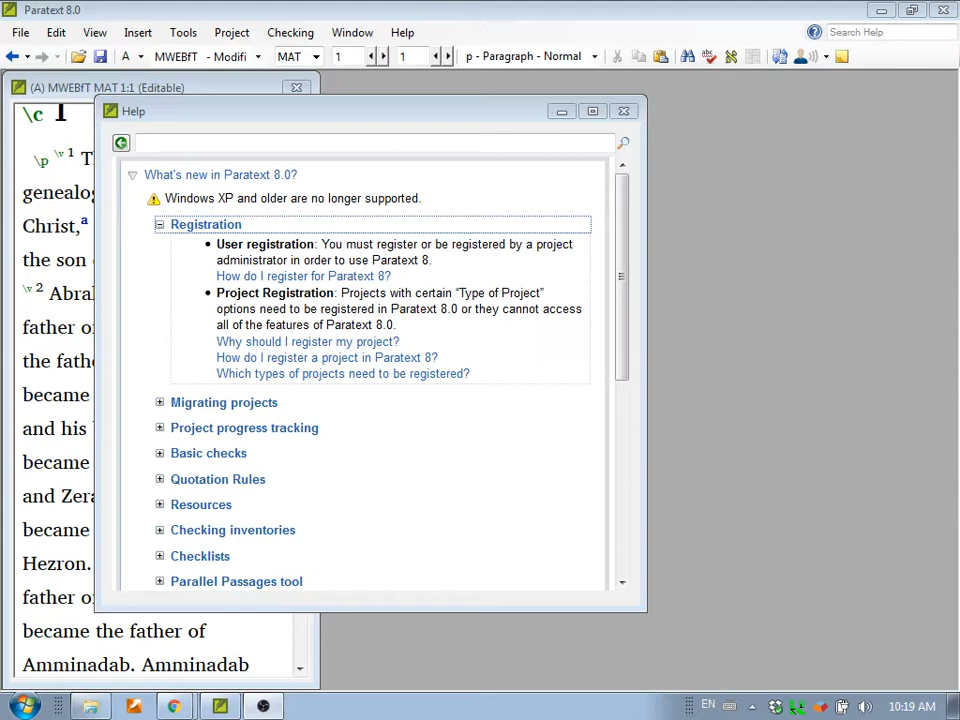 Paratext 8.0
File Edit View Insert Tools Project Checking Window Help
Search Help
A MWEBfT - Modifi MAT 1 1 p - Paragraph - Normal
(A) MWEBfT MAT 1:1 (Editable)
\c 1
\p \v 1
genealog
Christ,a
the son o
\v 2 Abra
father o
the fath
became
and his
became
and Zera
became
Hezron.
father o
became the father of
Amminadab. Amminadab
Help
What's new in Paratext 8.0?
Windows XP and older are no longer supported.
Registration
• User registration: You must register or be registered by a project
administrator in order to use Paratext 8.
How do I register for Paratext 8?
• Project Registration: Projects with certain “Type of Project”
options need to be registered in Paratext 8.0 or they cannot access
all of the features of Paratext 8.0.
Why should I register my project?
How do I register a project in Paratext 8?
Which types of projects need to be registered?
Migrating projects
Project progress tracking
Basic checks
Quotation Rules
Resources
Checking inventories
Checklists
Parallel Passages tool
EN
10:19 AM